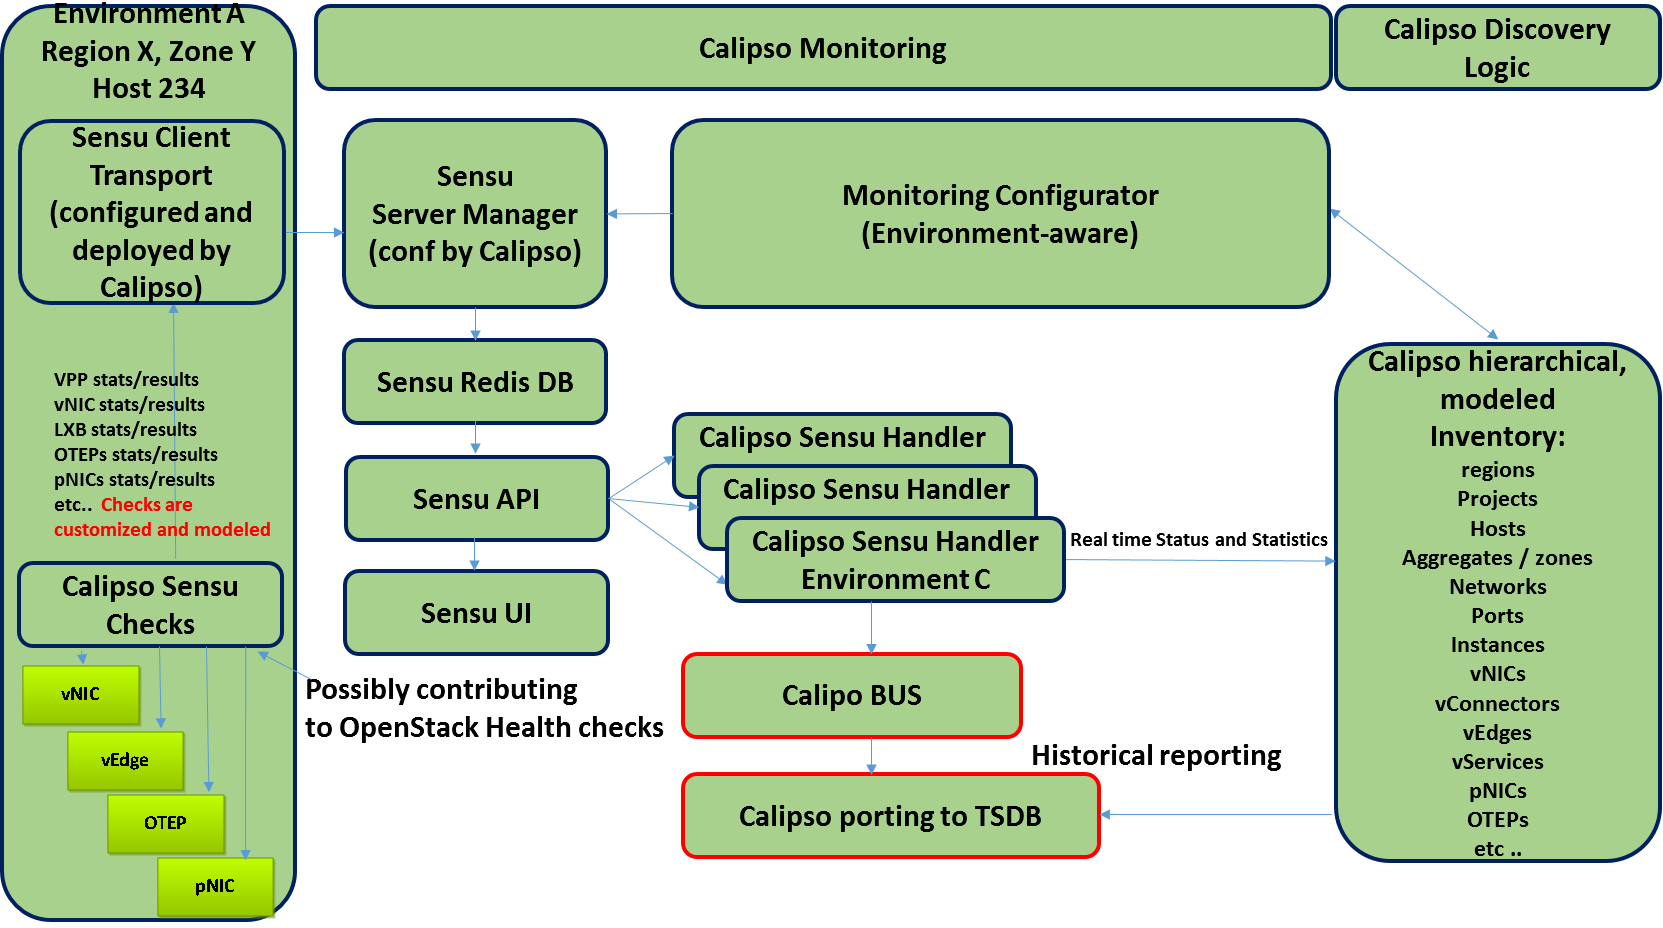 Environment A
Region X, Zone Y
Host 234
Sensu Client
Transport
(configured and
deployed by
Calipso)
VPP stats/results
vNIC stats/results
LXB stats/results
OTEPs stats/results
pNICs stats/results
etc.. Checks are
customized and modeled
Calipso Sensu
Checks
vNIC
vEdge
OTEP
pNIC
Calipso Monitoring
Calipso Discovery
Logic
Sensu
Server Manager
(conf by Calipso)
Monitoring Configurator
(Environment-aware)
Sensu Redis DB
Sensu API
Sensu UI
Calipso Sensu Handler
Calipso Sensu Handler
Calipso Sensu Handler
Environment C
Real time Status and Statistics
Possibly contributing
to OpenStack Health checks
Calipo BUS
Historical reporting
Calipso porting to TSDB
Calipso hierarchical,
modeled
Inventory:
regions
Projects
Hosts
Aggregates / zones
Networks
Ports
Instances
vNICs
vConnectors
vEdges
vServices
pNICs
OTEPs
etc ..